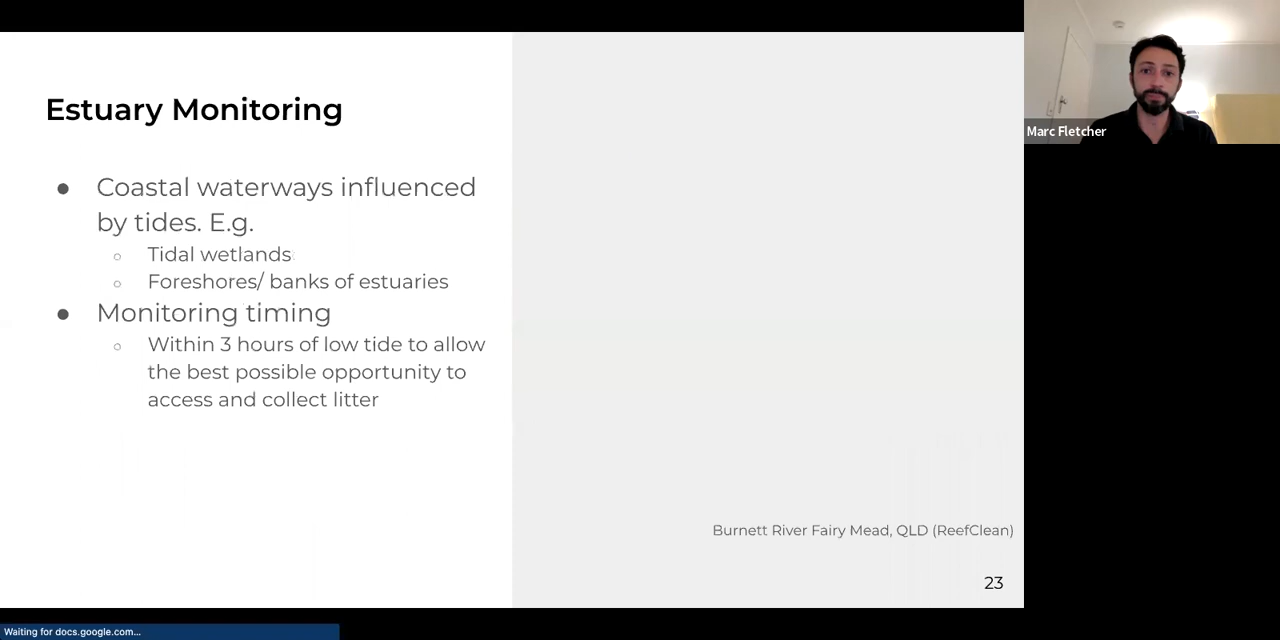 Estuary Monitoring
● Coastal waterways influenced
by tides. E.g.
○ Tidal wetlands
○ Foreshores/ banks of estuaries
● Monitoring timing
○ Within 3 hours of low tide to allow
the best possible opportunity to
access and collect litter
Burnett River Fairy Mead, QLD (ReefClean)
23
Marc Fletcher
Waiting for docs.google.com...